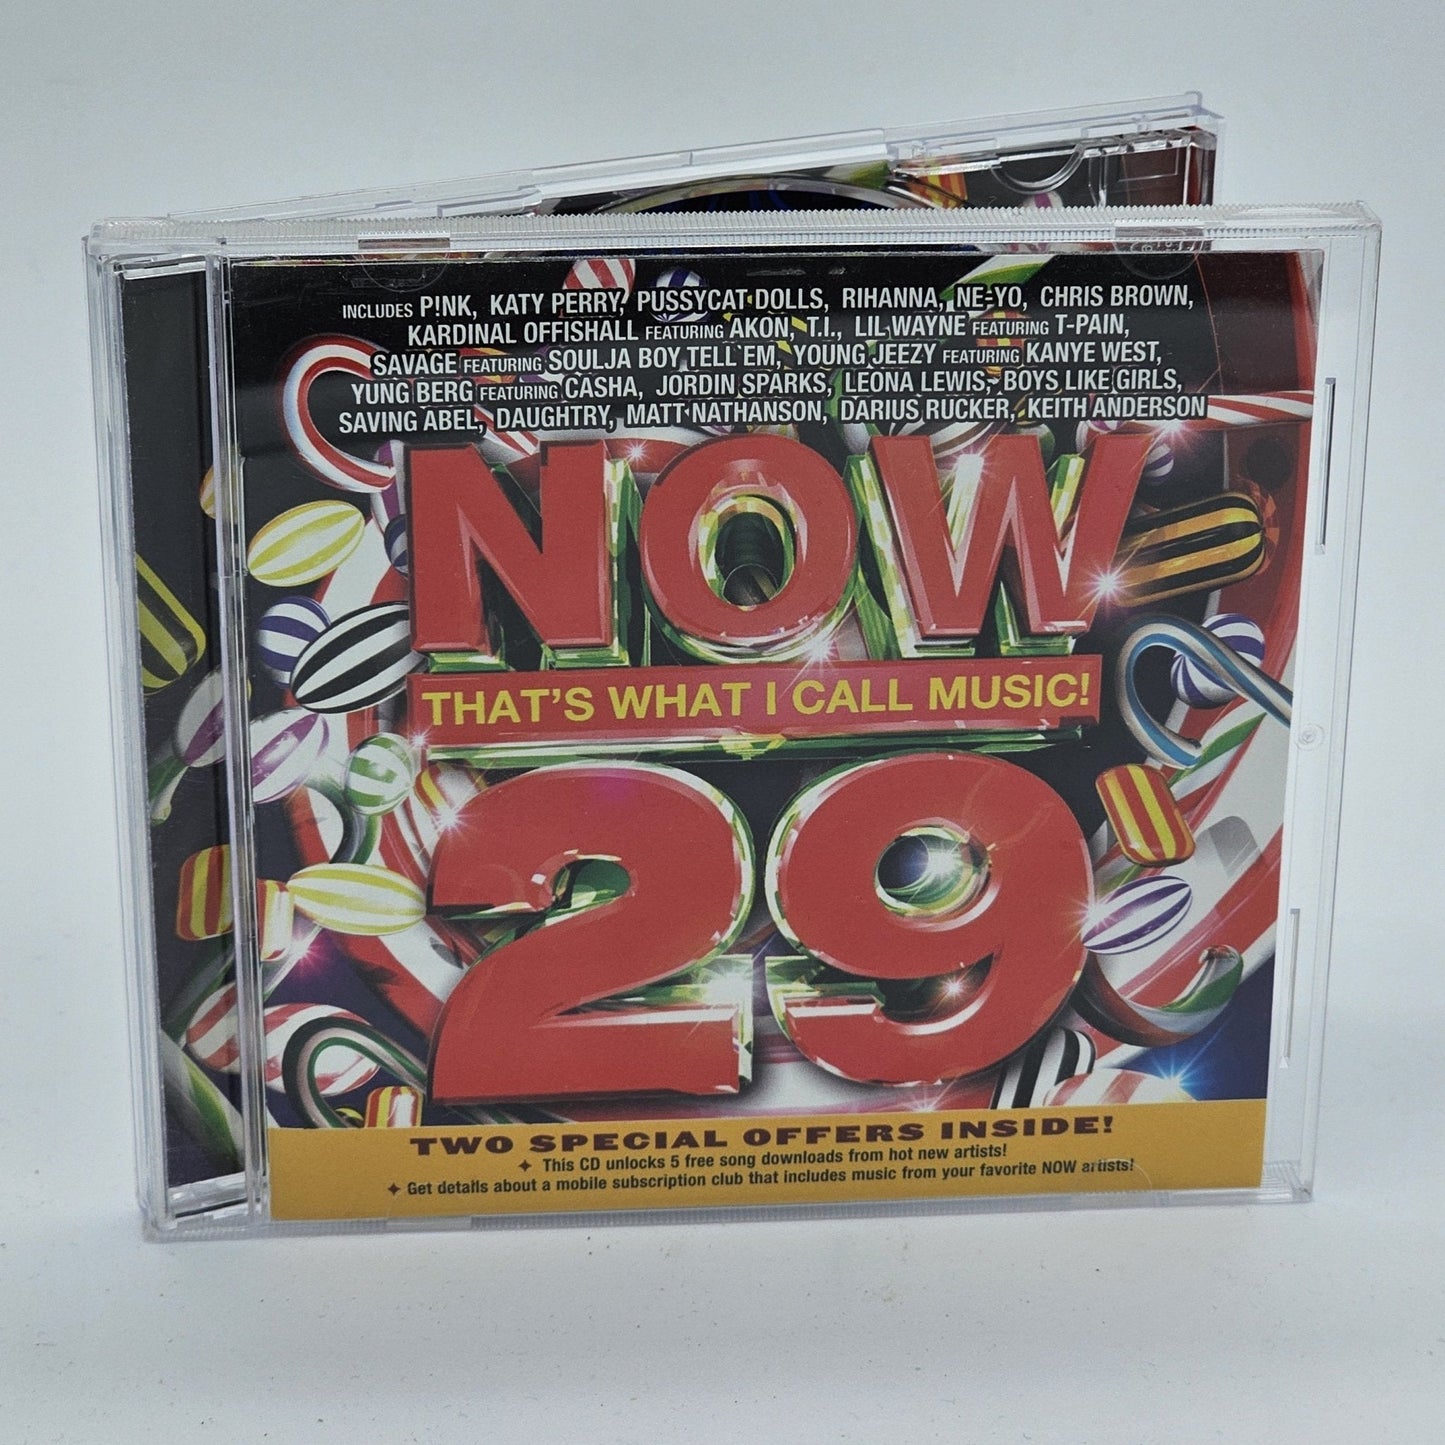 INCLUDES P!NK, KATY PERRY, PUSSYCAT DOLLS, RIHANNA, NE-YO, CHRIS BROWN,
KARDINAL OFFISHALL FEATURING AKON, T.I., LIL WAYNE FEATURING T-PAIN,
SAVAGE FEATURING SOULJA BOY TELL'EM, YOUNG JEEZY FEATURING KANYE WEST,
YUNG BERG FEATURING CASHA, JORDIN SPARKS, LEONA LEWIS, BOYS LIKE GIRLS,
SAVING ABEL, DAUGHTRY, MATT NATHANSON, DARIUS RUCKER, KEITH ANDERSON
NOW
THAT'S WHAT I CALL MUSIC!
29
TWO SPECIAL OFFERS INSIDE!
✦ This CD unlocks 5 free song downloads from hot new artists!
✦ Get details about a mobile subscription club that includes music from your favorite NOW artists!